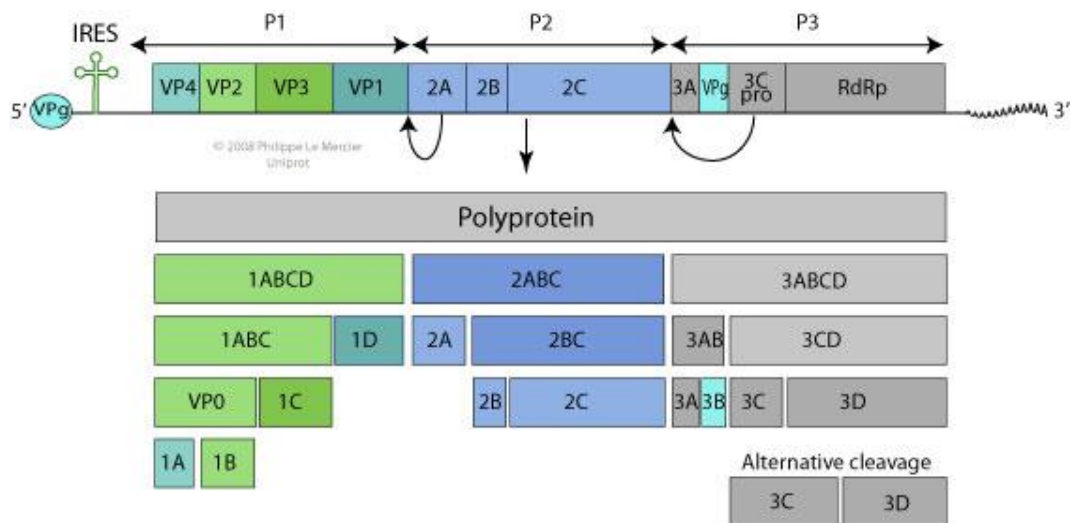 P1 P2 P3
IRES
VP4 VP2 VP3 VP1 2A 2B 2C 3A VPg 3C pro RdRp
5′ VPg 3′
© 2008 Philippe Le Mercier
Uniprot
Polyprotein
1ABCD 2ABC 3ABCD
1ABC 1D 2A 2BC 3AB 3CD
VP0 1C 2B 2C 3A 3B 3C 3D
1A 1B
Alternative cleavage
3C 3D